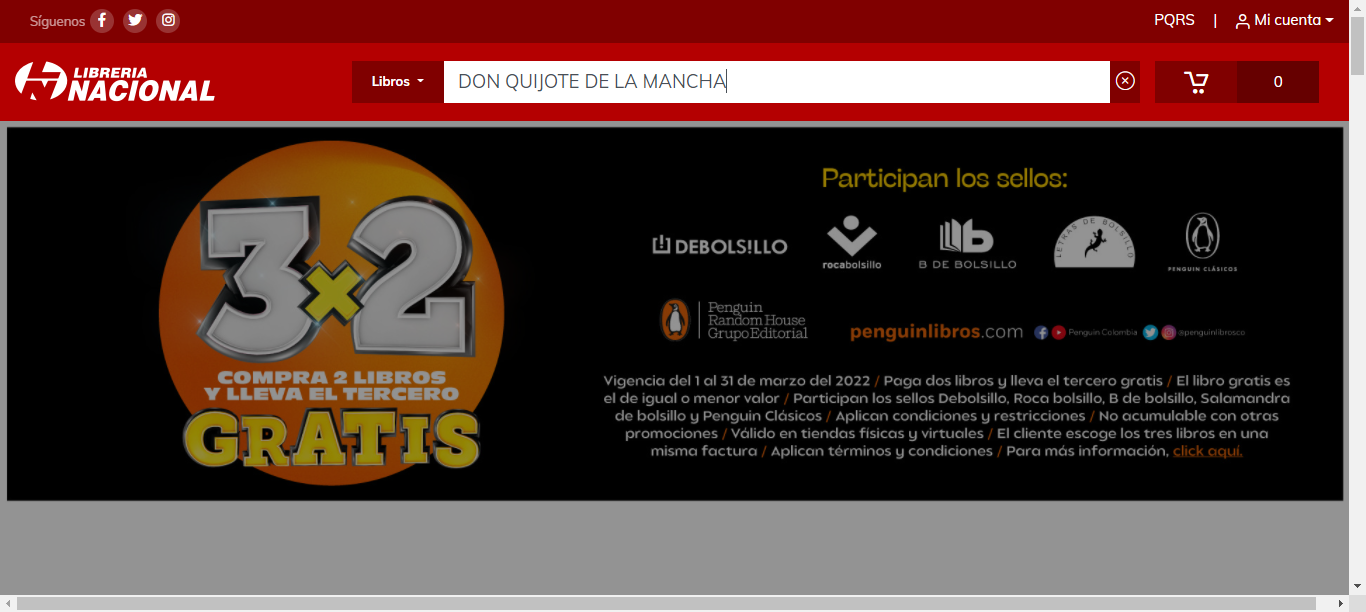 Síguenos
PQRS | Mi cuenta
LIBRERIA
NACIONAL
Libros
DON QUIJOTE DE LA MANCHA
0
3x2
COMPRA 2 LIBROS
Y LLEVA EL TERCERO
GRATIS
Participan los sellos:
DEBOLS!LLO
rocabolsillo
B DE BOLSILLO
LETRAS DE BOLSILLO
PENGUIN CLÁSICOS
Penguin
Random House
Grupo Editorial
penguinlibros.com
Penguin Colombia
@penguinlibrosco
Vigencia del 1 al 31 de marzo del 2022 / Paga dos libros y lleva el tercero gratis / El libro gratis es
el de igual o menor valor / Participan los sellos Debolsillo, Roca bolsillo, B de bolsillo, Salamandra
de bolsillo y Penguin Clásicos / Aplican condiciones y restricciones / No acumulable con otras
promociones / Válido en tiendas físicas y virtuales / El cliente escoge los tres libros en una
misma factura / Aplican términos y condiciones / Para más información, click aquí.